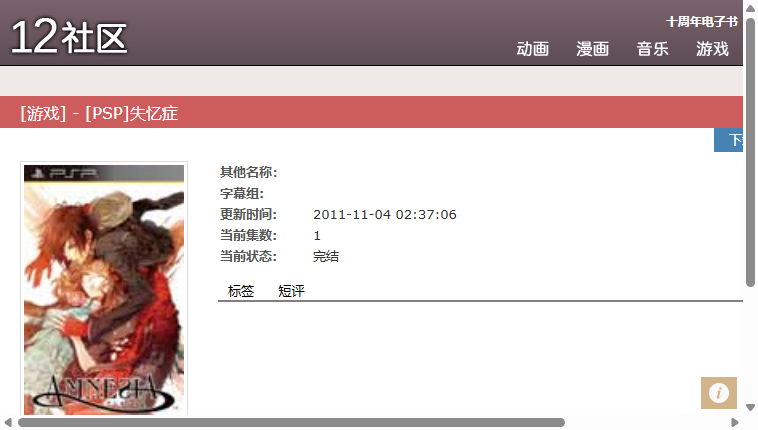 十周年电子书
12社区
动画 漫画 音乐 游戏
[游戏] - [PSP]失忆症
下
其他名称:
字幕组:
更新时间: 2011-11-04 02:37:06
当前集数: 1
当前状态: 完结
标签 短评
PSP
AMNESIA
i